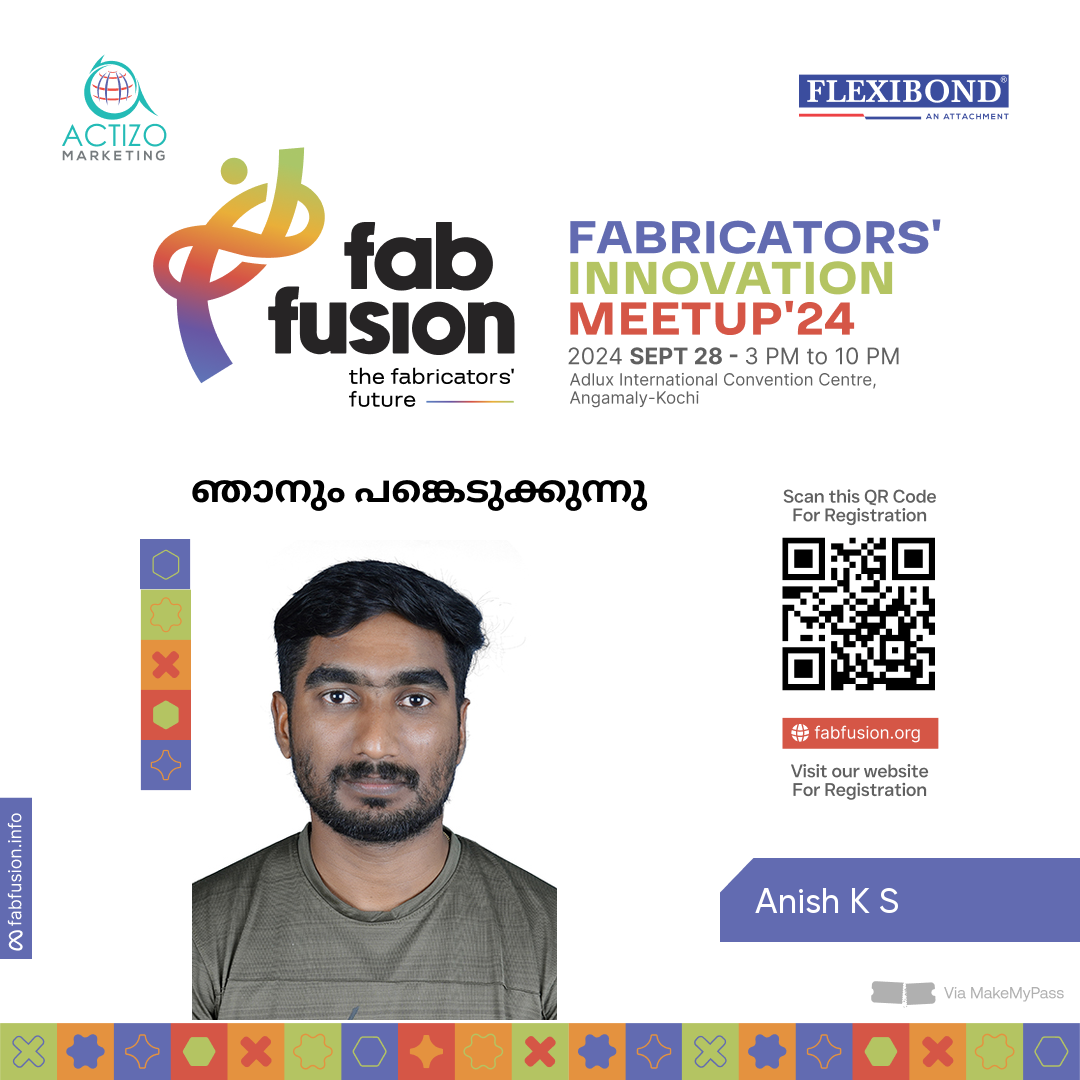 ACTIZO
MARKETING
FLEXIBOND®
AN ATTACHMENT
fab
fusion
the fabricators'
future
FABRICATORS'
INNOVATION
MEETUP'24
2024 SEPT 28 - 3 PM to 10 PM
Adlux International Convention Centre,
Angamaly-Kochi
ഞാനും പങ്കെടുക്കുന്നു
Scan this QR Code
For Registration
fabfusion.org
Visit our website
For Registration
fabfusion.info
Anish K S
Via MakeMyPass